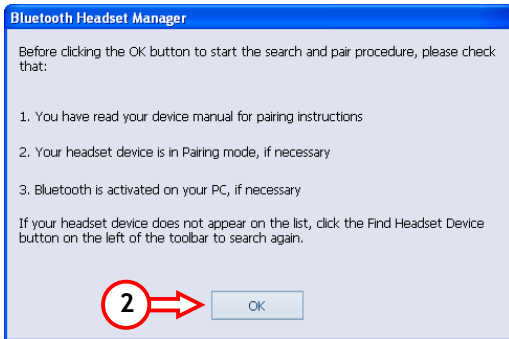 Bluetooth Headset Manager
Before clicking the OK button to start the search and pair procedure, please check
that:
1. You have read your device manual for pairing instructions
2. Your headset device is in Pairing mode, if necessary
3. Bluetooth is activated on your PC, if necessary
If your headset device does not appear on the list, click the Find Headset Device
button on the left of the toolbar to search again.
2 OK